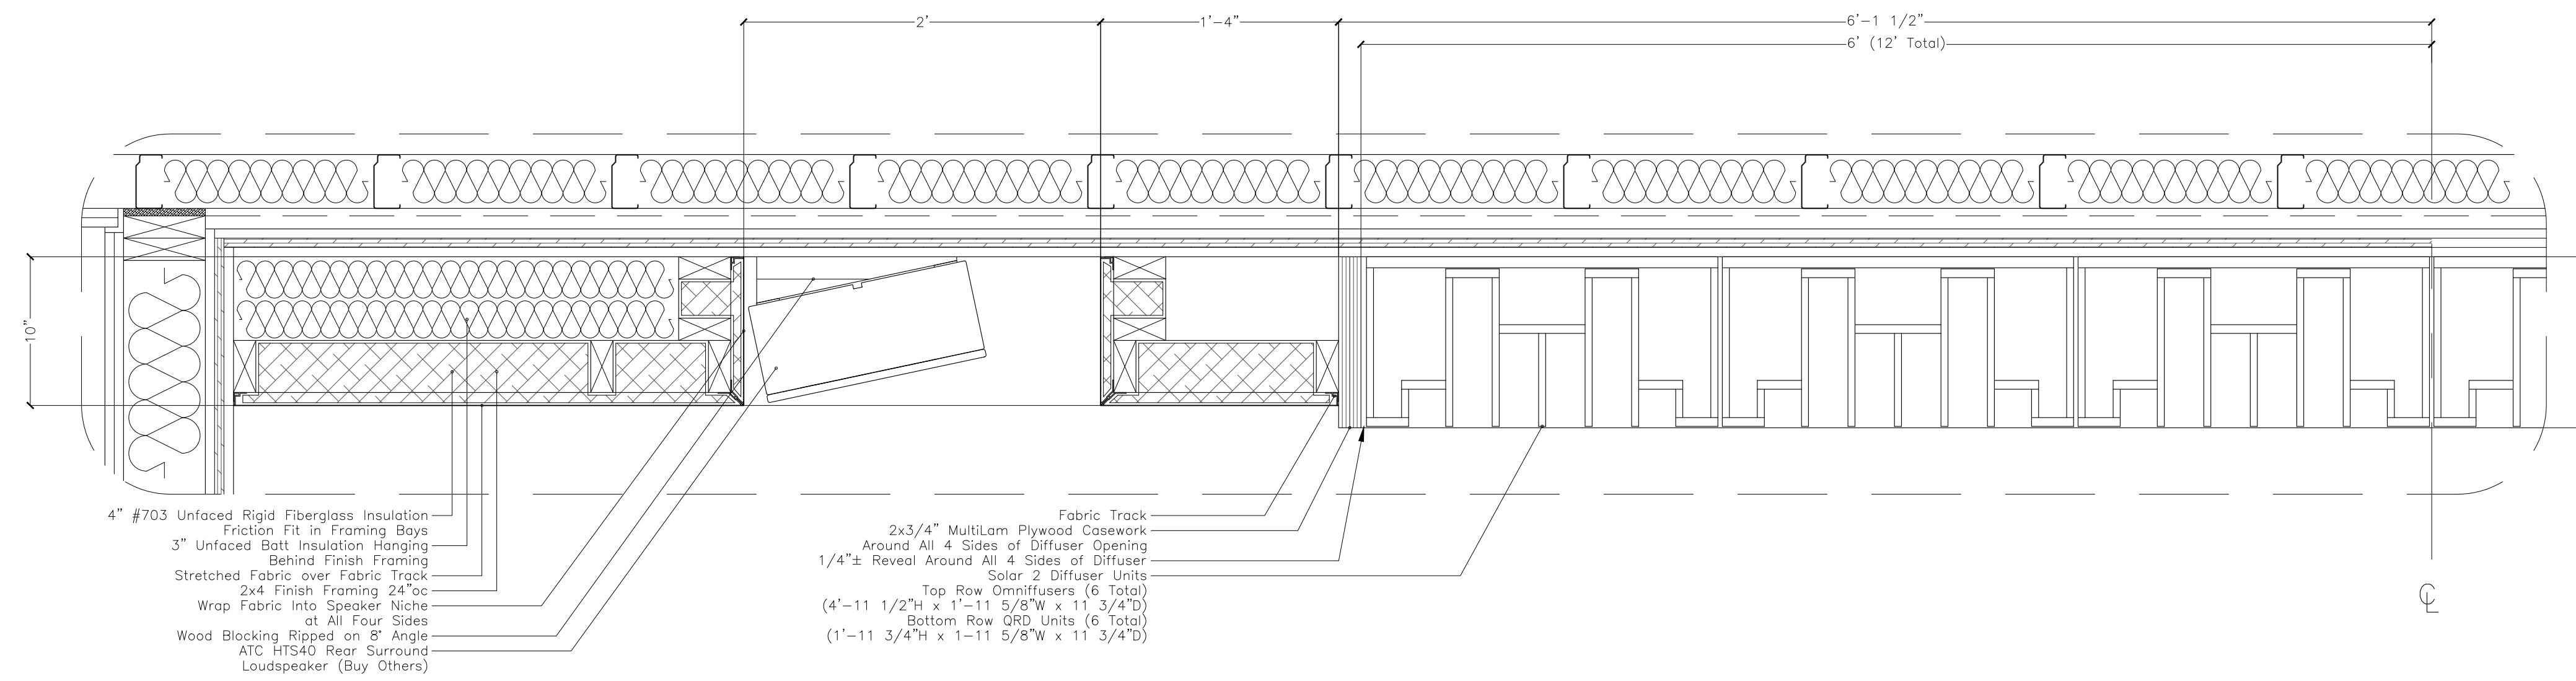 2'
1'-4"
6'-1 1/2"
6' (12' Total)
10"
4" #703 Unfaced Rigid Fiberglass Insulation
Friction Fit in Framing Bays
3" Unfaced Batt Insulation Hanging
Behind Finish Framing
Stretched Fabric over Fabric Track
2x4 Finish Framing 24"oc
Wrap Fabric Into Speaker Niche
at All Four Sides
Wood Blocking Ripped on 8° Angle
ATC HTS40 Rear Surround
Loudspeaker (Buy Others)
Fabric Track
2x3/4" MultiLam Plywood Casework
Around All 4 Sides of Diffuser Opening
1/4"± Reveal Around All 4 Sides of Diffuser
Solar 2 Diffuser Units
Top Row Omniffusers (6 Total)
(4'-11 1/2"H x 1'-11 5/8"W x 11 3/4"D)
Bottom Row QRD Units (6 Total)
(1'-11 3/4"H x 1-11 5/8"W x 11 3/4"D)
℄